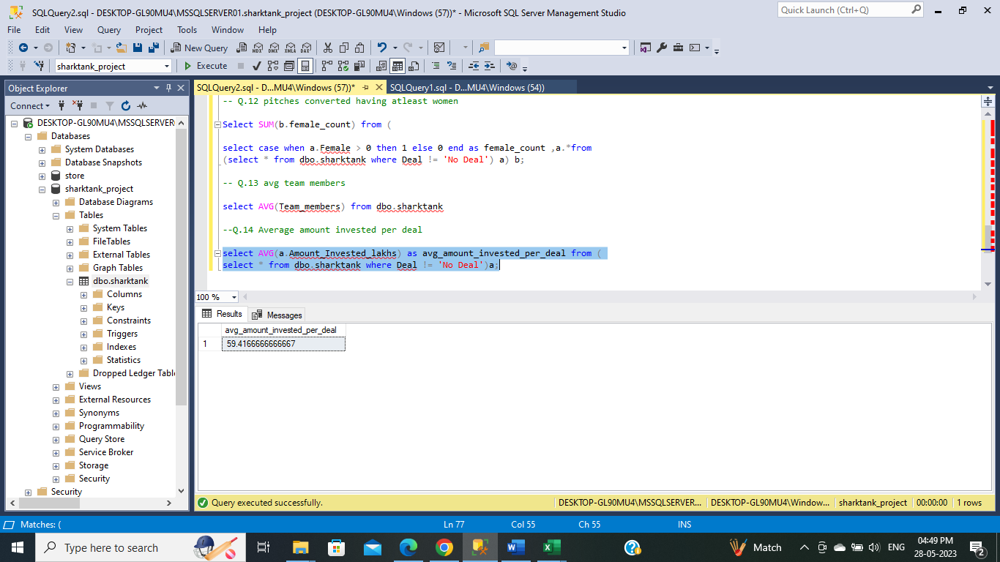 SQLQuery2.sql - DESKTOP-GL90MU4\MSSQLSERVER01.sharktank_project (DESKTOP-GL90MU4\Windows (57))* - Microsoft SQL Server Management Studio
Quick Launch (Ctrl+Q)
File Edit View Query Project Tools Window Help
New Query MDX DMX XMLA DAX
sharktank_project Execute
Object Explorer
Connect
DESKTOP-GL90MU4\MSSQLSERVER
Databases
System Databases
Database Snapshots
store
sharktank_project
Database Diagrams
Tables
System Tables
FileTables
External Tables
Graph Tables
dbo.sharktank
Columns
Keys
Constraints
Triggers
Indexes
Statistics
Dropped Ledger Table
Views
External Resources
Synonyms
Programmability
Query Store
Service Broker
Storage
Security
Security
SQLQuery2.sql - D...MU4\Windows (57))* SQLQuery1.sql - D...MU4\Windows (54))
-- Q.12 pitches converted having atleast women
Select SUM(b.female_count) from (
select case when a.Female > 0 then 1 else 0 end as female_count ,a.*from
(select * from dbo.sharktank where Deal != 'No Deal') a) b;
-- Q.13 avg team members
select AVG(Team_members) from dbo.sharktank
--Q.14 Average amount invested per deal
select AVG(a.Amount_Invested_lakhs) as avg_amount_invested_per_deal from (
select * from dbo.sharktank where Deal != 'No Deal')a;
100 %
Results Messages
avg_amount_invested_per_deal
1 59.4166666666667
Query executed successfully. DESKTOP-GL90MU4\MSSQLSERVER... DESKTOP-GL90MU4\Window... sharktank_project 00:00:00 1 rows
Matches: ( Ln 77 Col 55 Ch 55 INS
Type here to search Match ENG 04:49 PM
28-05-2023
2